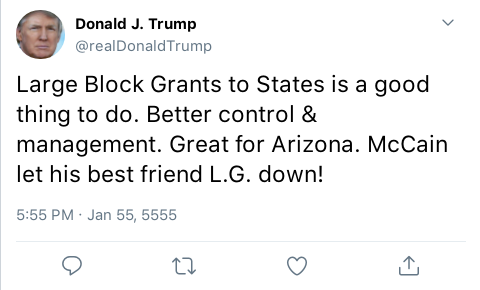 Donald J. Trump
@realDonaldTrump
Large Block Grants to States is a good
thing to do. Better control &
management. Great for Arizona. McCain
let his best friend L.G. down!
5:55 PM · Jan 55, 5555